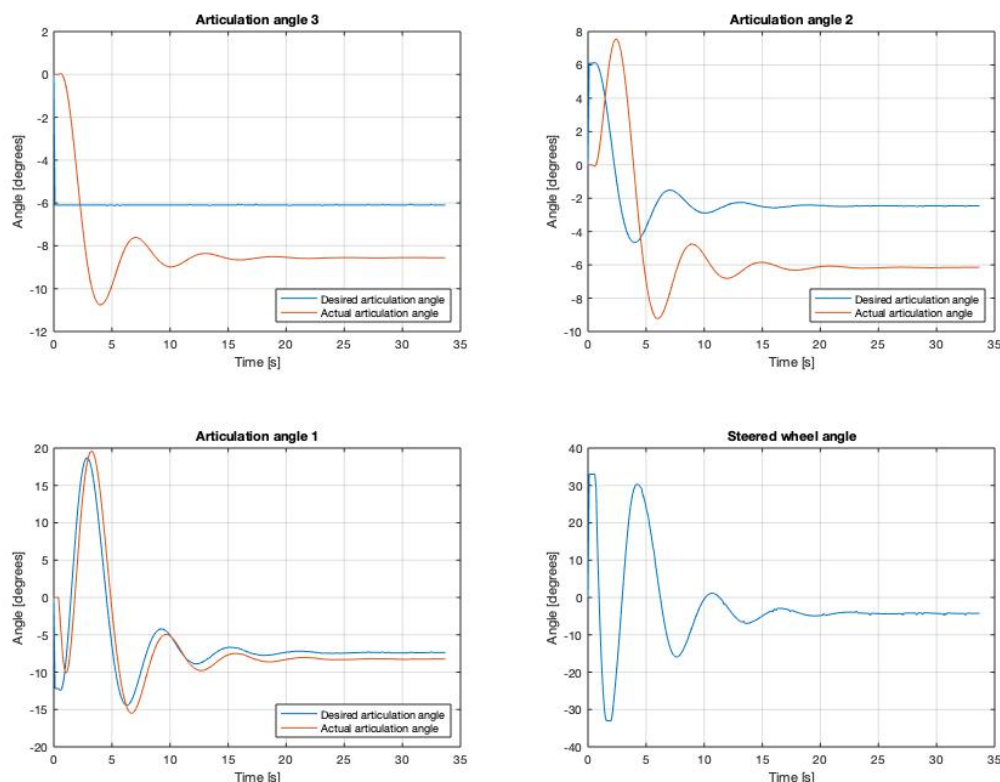 Articulation angle 3
2
0
-2
-4
-6
-8
-10
-12
Angle [degrees]
Desired articulation angle
Actual articulation angle
0 5 10 15 20 25 30 35
Time [s]
Articulation angle 2
8
6
4
2
0
-2
-4
-6
-8
-10
Angle [degrees]
Desired articulation angle
Actual articulation angle
0 5 10 15 20 25 30 35
Time [s]
Articulation angle 1
20
15
10
5
0
-5
-10
-15
-20
Angle [degrees]
Desired articulation angle
Actual articulation angle
0 5 10 15 20 25 30 35
Time [s]
Steered wheel angle
40
30
20
10
0
-10
-20
-30
-40
Angle [degrees]
0 5 10 15 20 25 30 35
Time [s]